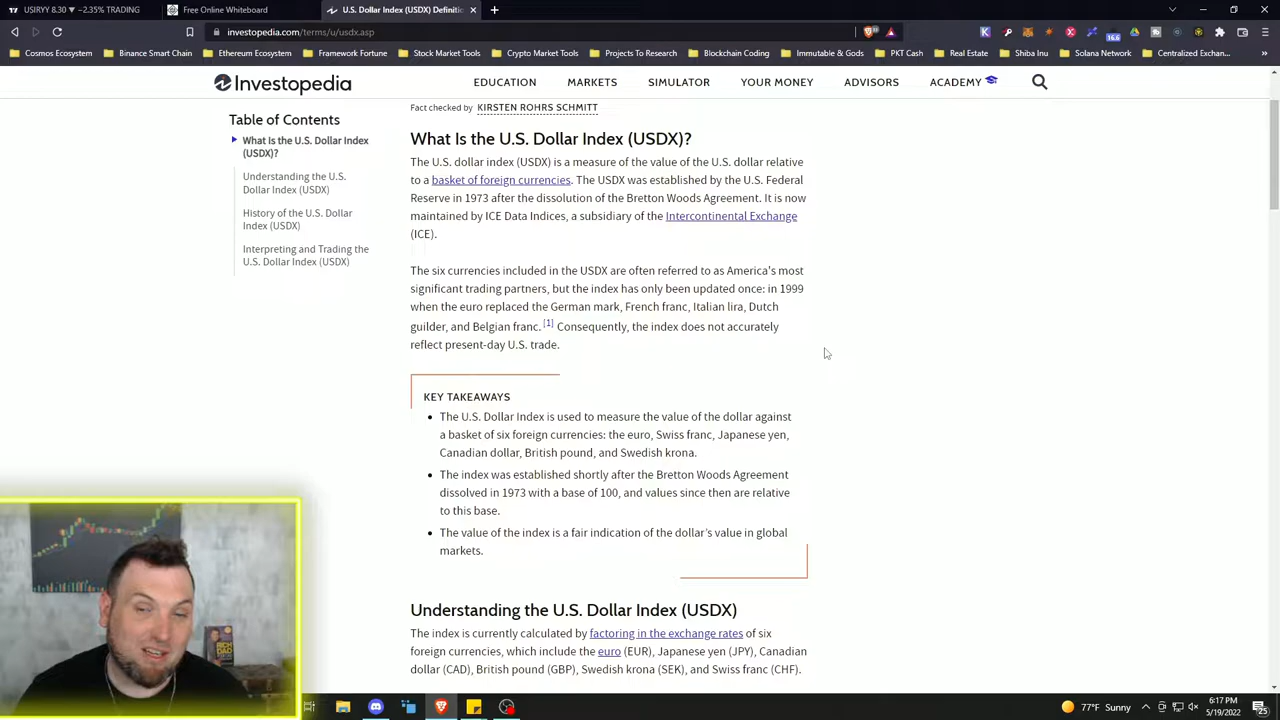 USIRYY 8.30 ▼ −2.35% TRADING
Free Online Whiteboard
U.S. Dollar Index (USDX) Definitio
investopedia.com/terms/u/usdx.asp
Cosmos Ecosystem
Binance Smart Chain
Ethereum Ecosystem
Framework Fortune
Stock Market Tools
Crypto Market Tools
Projects To Research
Blockchain Coding
Immutable & Gods
PKT Cash
Real Estate
Shiba Inu
Solana Network
Centralized Exchan...
Investopedia
EDUCATION
MARKETS
SIMULATOR
YOUR MONEY
ADVISORS
ACADEMY
Fact checked by KIRSTEN ROHRS SCHMITT
Table of Contents
What Is the U.S. Dollar Index
(USDX)?
Understanding the U.S.
Dollar Index (USDX)
History of the U.S. Dollar
Index (USDX)
Interpreting and Trading the
U.S. Dollar Index (USDX)
What Is the U.S. Dollar Index (USDX)?
The U.S. dollar index (USDX) is a measure of the value of the U.S. dollar relative
to a basket of foreign currencies. The USDX was established by the U.S. Federal
Reserve in 1973 after the dissolution of the Bretton Woods Agreement. It is now
maintained by ICE Data Indices, a subsidiary of the Intercontinental Exchange
(ICE).
The six currencies included in the USDX are often referred to as America's most
significant trading partners, but the index has only been updated once: in 1999
when the euro replaced the German mark, French franc, Italian lira, Dutch
guilder, and Belgian franc. [1] Consequently, the index does not accurately
reflect present-day U.S. trade.
KEY TAKEAWAYS
The U.S. Dollar Index is used to measure the value of the dollar against
a basket of six foreign currencies: the euro, Swiss franc, Japanese yen,
Canadian dollar, British pound, and Swedish krona.
The index was established shortly after the Bretton Woods Agreement
dissolved in 1973 with a base of 100, and values since then are relative
to this base.
The value of the index is a fair indication of the dollar's value in global
markets.
Understanding the U.S. Dollar Index (USDX)
The index is currently calculated by factoring in the exchange rates of six
foreign currencies, which include the euro (EUR), Japanese yen (JPY), Canadian
dollar (CAD), British pound (GBP), Swedish krona (SEK), and Swiss franc (CHF).
RICH
DAD
77°F Sunny
6:17 PM
5/19/2022
25